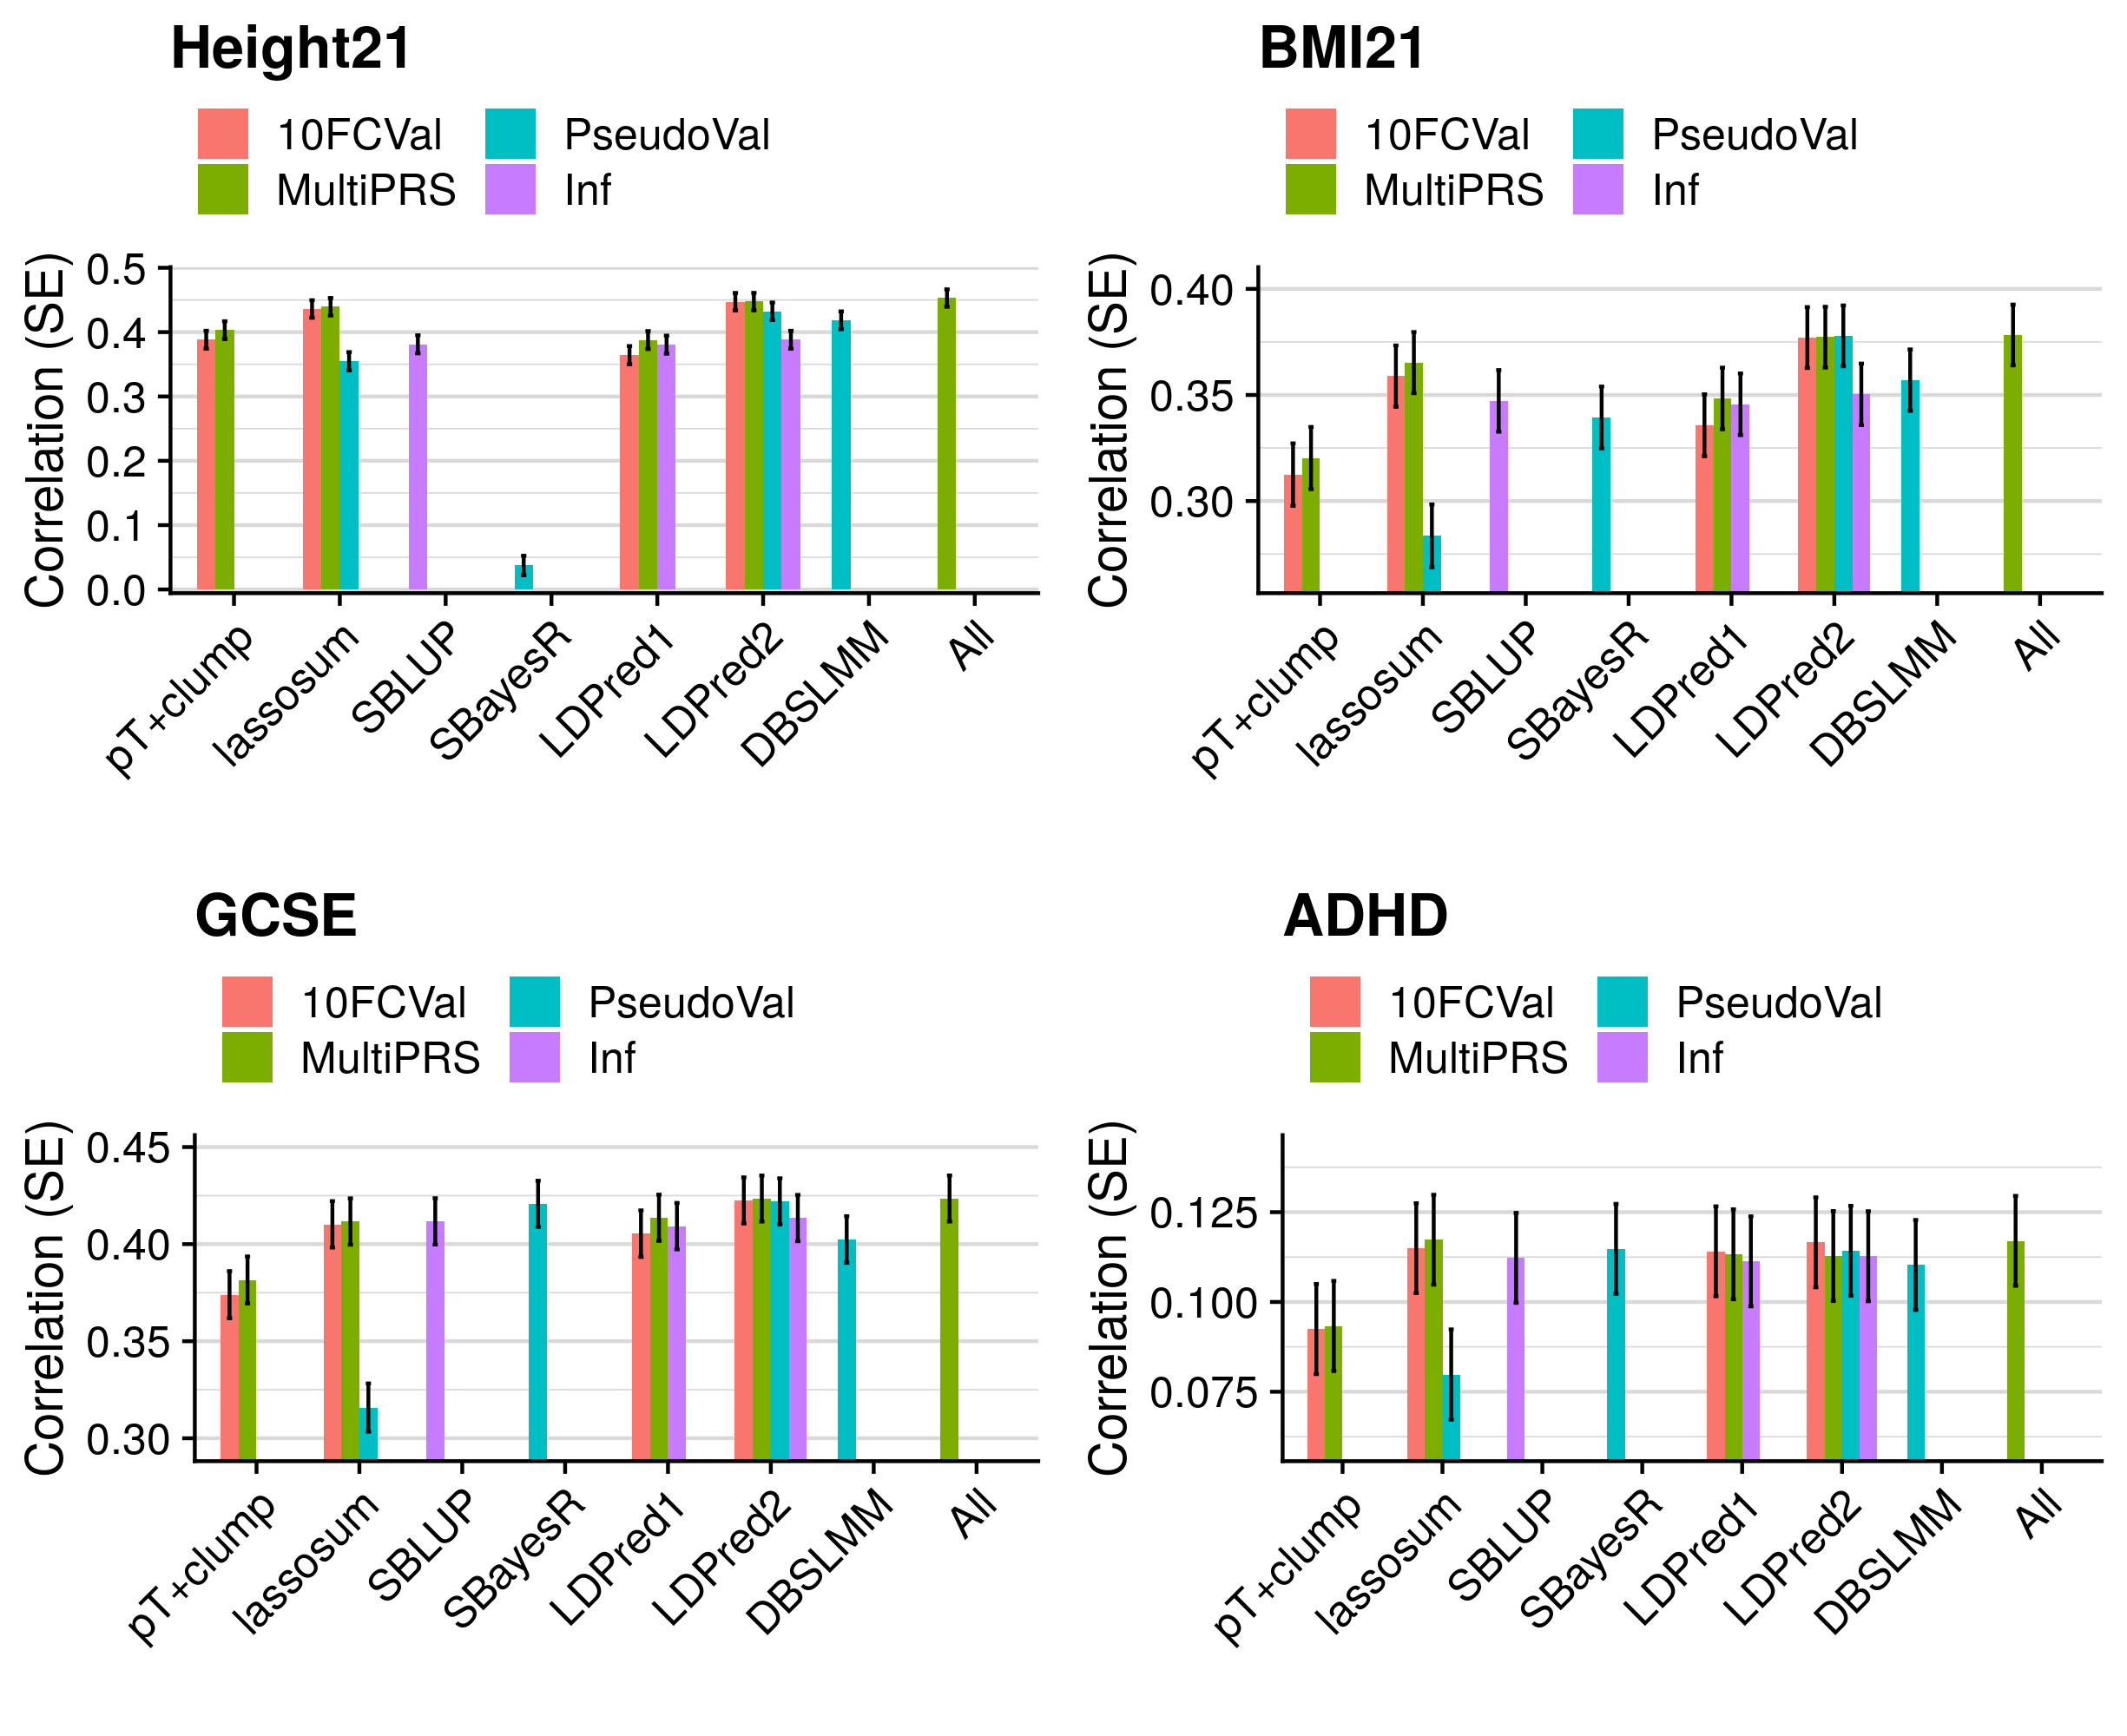 Height21
10FCVal PseudoVal
MultiPRS Inf
Correlation (SE)
0.5
0.4
0.3
0.2
0.1
0.0
pT+clump lassosum SBLUP SBayesR LDPred1 LDPred2 DBSLMM All
BMI21
10FCVal PseudoVal
MultiPRS Inf
Correlation (SE)
0.40
0.35
0.30
pT+clump lassosum SBLUP SBayesR LDPred1 LDPred2 DBSLMM All
GCSE
10FCVal PseudoVal
MultiPRS Inf
Correlation (SE)
0.45
0.40
0.35
0.30
pT+clump lassosum SBLUP SBayesR LDPred1 LDPred2 DBSLMM All
ADHD
10FCVal PseudoVal
MultiPRS Inf
Correlation (SE)
0.125
0.100
0.075
pT+clump lassosum SBLUP SBayesR LDPred1 LDPred2 DBSLMM All